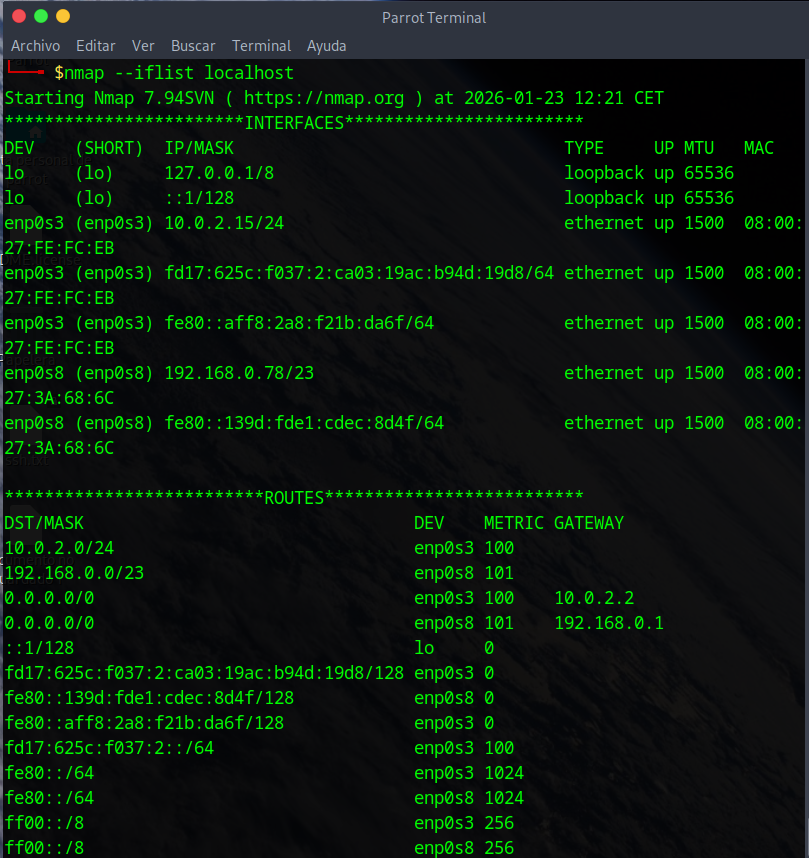 Parrot Terminal
Archivo Editar Ver Buscar Terminal Ayuda
$nmap --iflist localhost
Starting Nmap 7.94SVN ( https://nmap.org ) at 2026-01-23 12:21 CET
************************INTERFACES************************
DEV    (SHORT)  IP/MASK                                 TYPE     UP MTU   MAC
lo     (lo)     127.0.0.1/8                             loopback up 65536
lo     (lo)     ::1/128                                 loopback up 65536
enp0s3 (enp0s3) 10.0.2.15/24                            ethernet up 1500  08:00:
27:FE:FC:EB
enp0s3 (enp0s3) fd17:625c:f037:2:ca03:19ac:b94d:19d8/64 ethernet up 1500  08:00:
27:FE:FC:EB
enp0s3 (enp0s3) fe80::aff8:2a8:f21b:da6f/64             ethernet up 1500  08:00:
27:FE:FC:EB
enp0s8 (enp0s8) 192.168.0.78/23                         ethernet up 1500  08:00:
27:3A:68:6C
enp0s8 (enp0s8) fe80::139d:fde1:cdec:8d4f/64            ethernet up 1500  08:00:
27:3A:68:6C
**************************ROUTES**************************
DST/MASK                                 DEV    METRIC GATEWAY
10.0.2.0/24                              enp0s3 100
192.168.0.0/23                           enp0s8 101
0.0.0.0/0                                enp0s3 100    10.0.2.2
0.0.0.0/0                                enp0s8 101    192.168.0.1
::1/128                                  lo     0
fd17:625c:f037:2:ca03:19ac:b94d:19d8/128 enp0s3 0
fe80::139d:fde1:cdec:8d4f/128            enp0s8 0
fe80::aff8:2a8:f21b:da6f/128             enp0s3 0
fd17:625c:f037:2::/64                    enp0s3 100
fe80::/64                                enp0s3 1024
fe80::/64                                enp0s8 1024
ff00::/8                                 enp0s3 256
ff00::/8                                 enp0s8 256